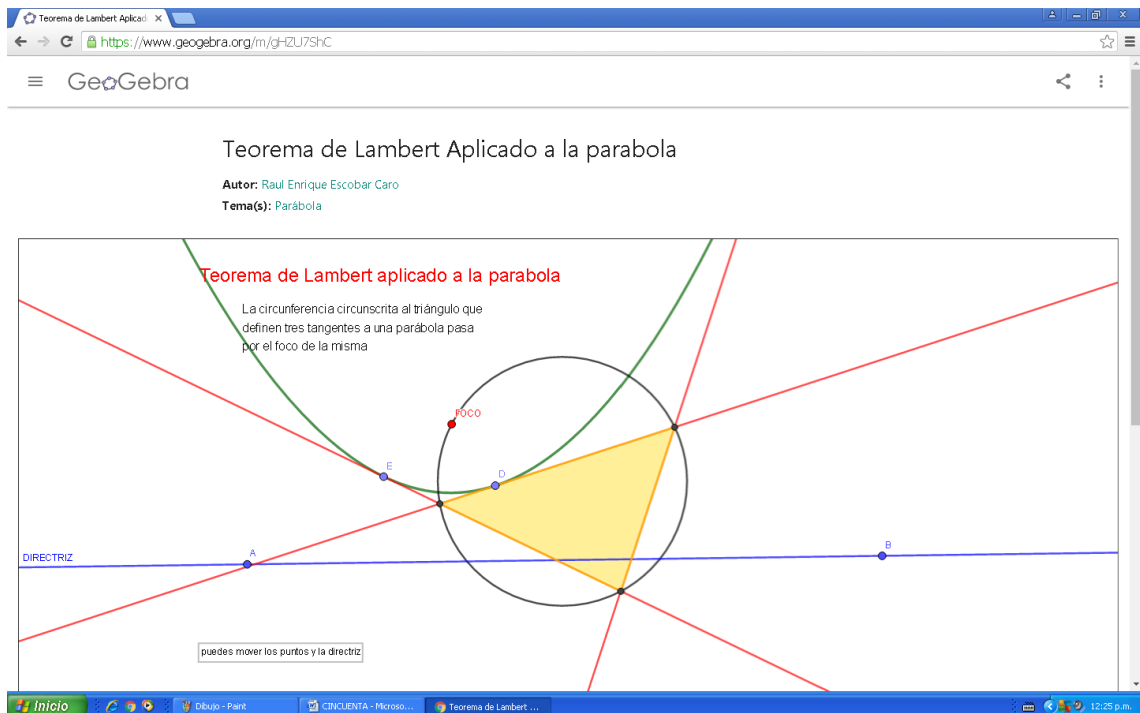 Teorema de Lambert Aplicad
https://www.geogebra.org/m/gHZU7ShC
GeoGebra
Teorema de Lambert Aplicado a la parabola
Autor: Raul Enrique Escobar Caro
Tema(s): Parábola
Teorema de Lambert aplicado a la parabola
La circunferencia circunscrita al triángulo que
definen tres tangentes a una parábola pasa
por el foco de la misma
FOCO
E
D
DIRECTRIZ
A
B
puedes mover los puntos y la directriz
Inicio
Dibujo - Paint
CINCUENTA - Microso...
Teorema de Lambert ...
12:25 p.m.